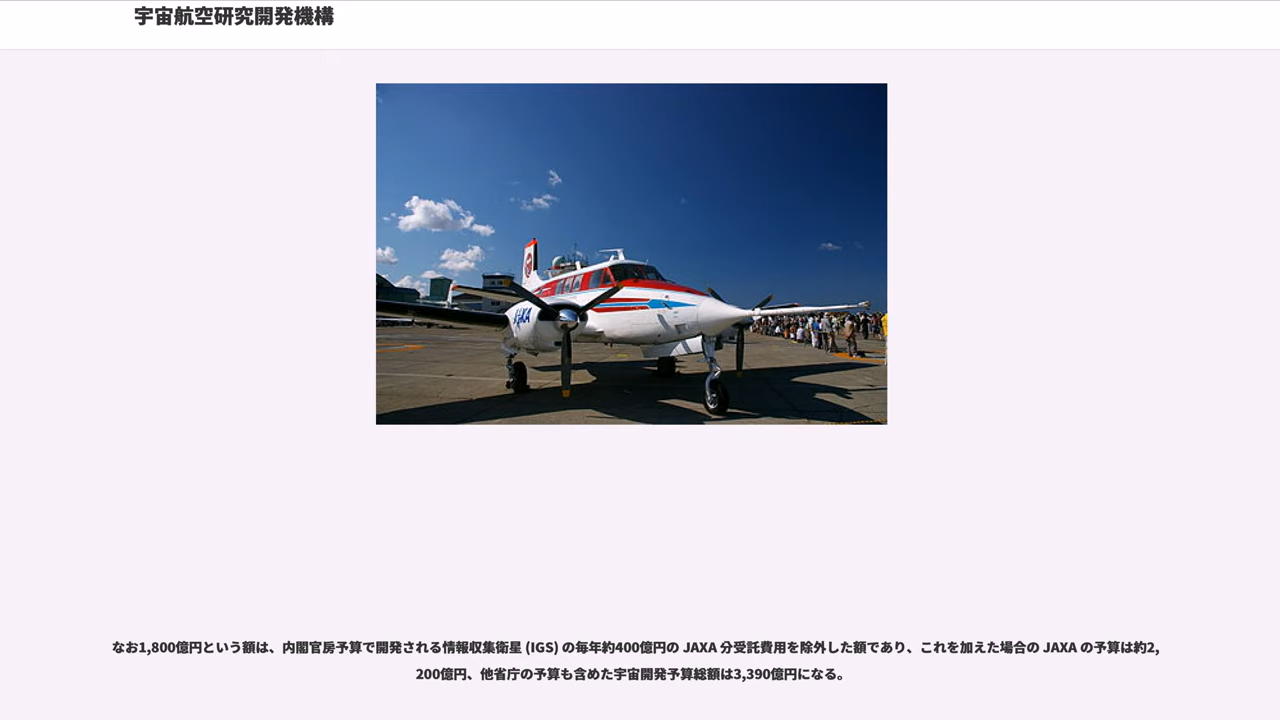 宇宙航空研究開発機構
JAXA
なお1,800億円という額は、内閣官房予算で開発される情報収集衛星 (IGS) の毎年約400億円の JAXA 分受託費用を除外した額であり、これを加えた場合の JAXA の予算は約2,
200億円、他省庁の予算も含めた宇宙開発予算総額は3,390億円になる。